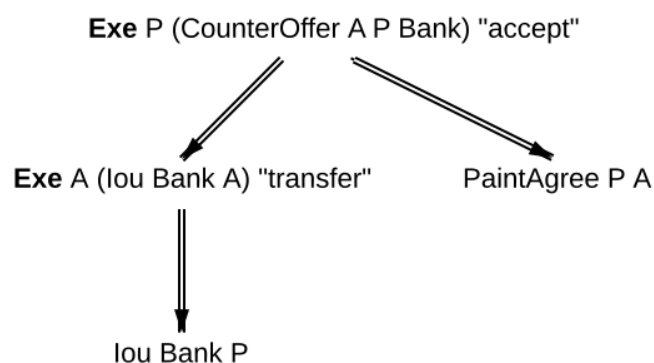 Exe P (CounterOffer A P Bank) "accept"
Exe A (Iou Bank A) "transfer"
PaintAgree P A
Iou Bank P